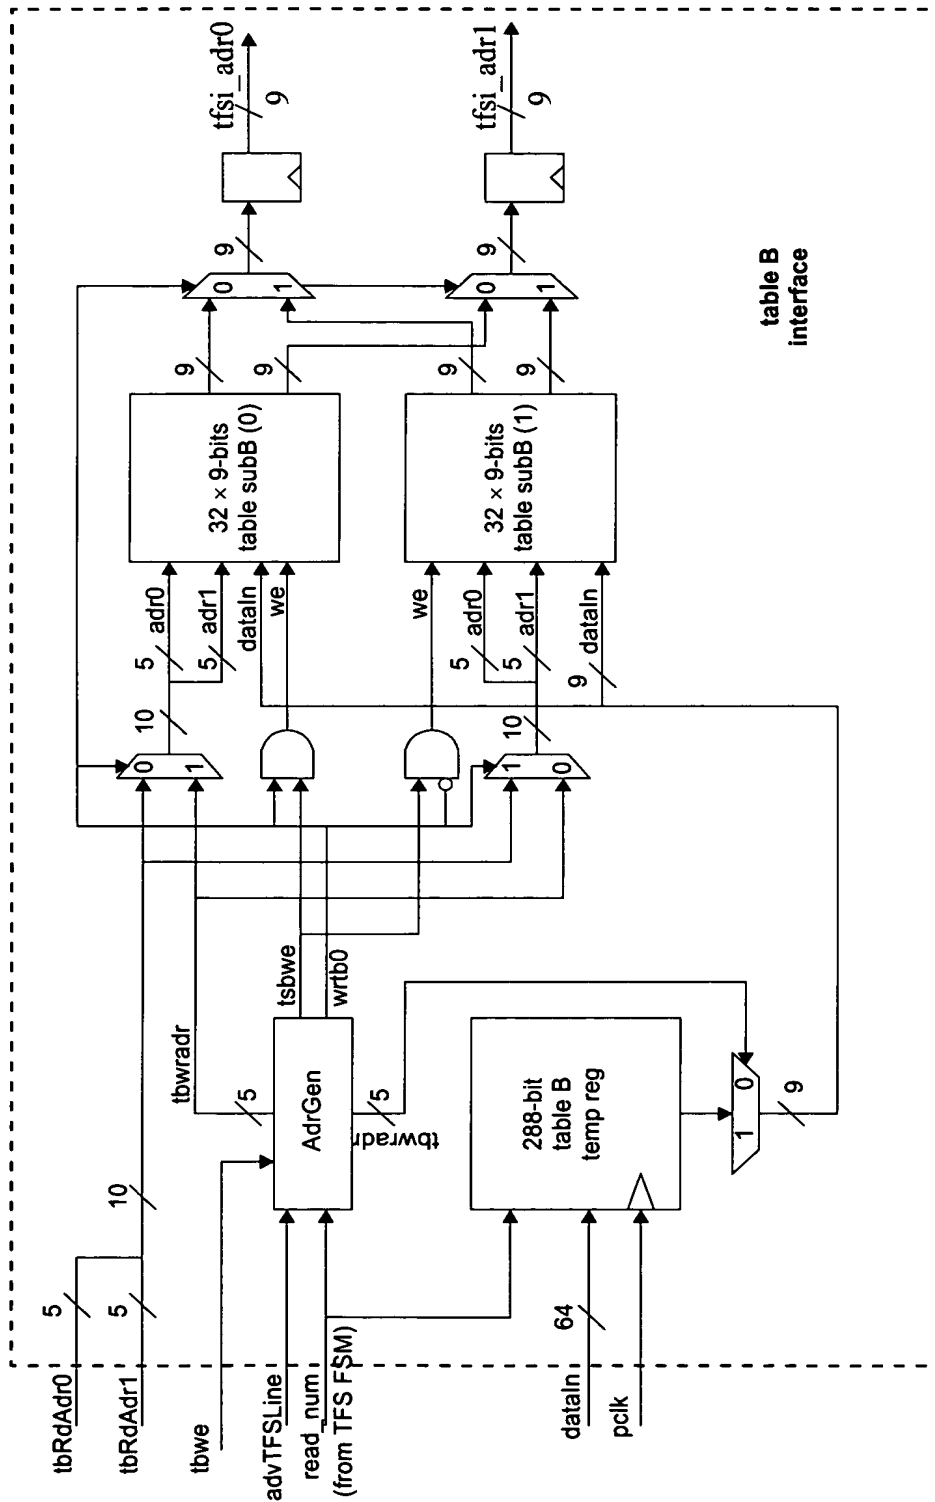 tbRdAdr0
5
tbRdAdr1
5
10
tbwe
advTFSLine
read_num
(from TFS FSM)
dataIn
64
pclk
tbwradr
5
AdrGen
tsbwe
wrtb0
5
tbwradr
288-bit
table B
temp reg
1
0
9
0
1
10
5
adr0
5
adr1
dataIn
we
32 × 9-bits
table subB (0)
9
9
we
5
adr0
5
adr1
9
dataIn
1
0
10
32 × 9-bits
table subB (1)
9
9
0
1
9
tfsi_adr0
9
0
1
9
tfsi_adr1
9
table B
interface